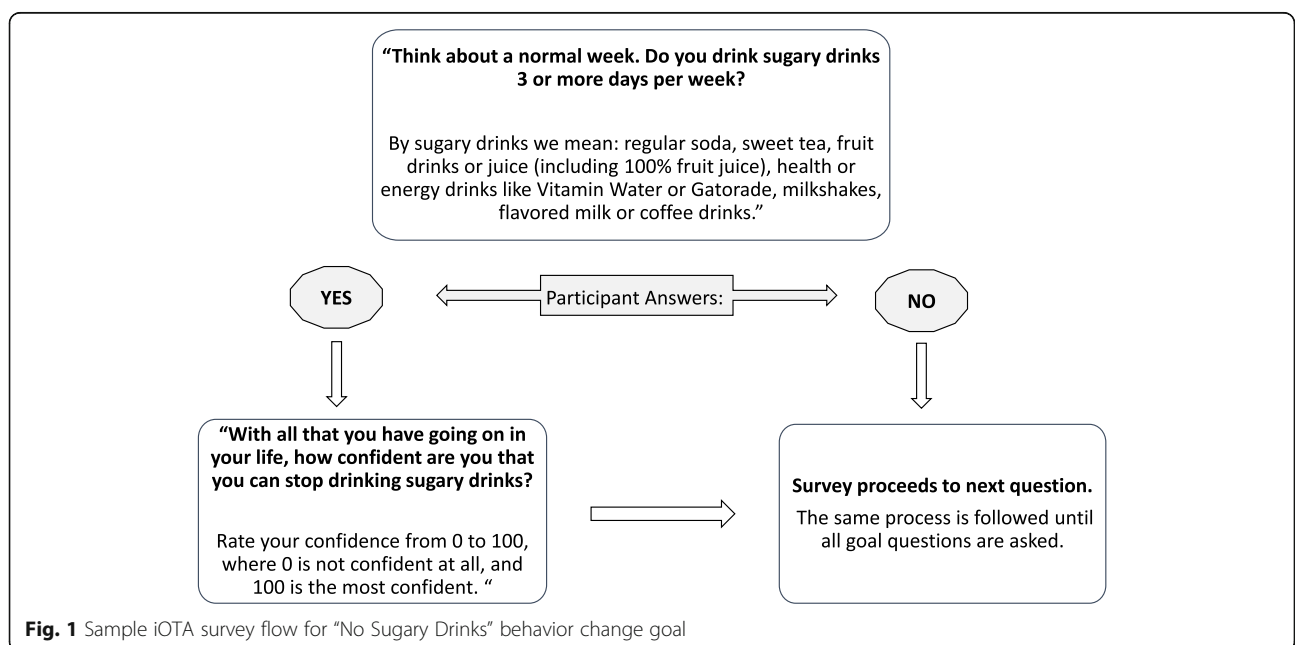 “Think about a normal week. Do you drink sugary drinks
3 or more days per week?
By sugary drinks we mean: regular soda, sweet tea, fruit
drinks or juice (including 100% fruit juice), health or
energy drinks like Vitamin Water or Gatorade, milkshakes,
flavored milk or coffee drinks.”
YES
Participant Answers:
NO
“With all that you have going on in
your life, how confident are you that
you can stop drinking sugary drinks?
Rate your confidence from 0 to 100,
where 0 is not confident at all, and
100 is the most confident. “
Survey proceeds to next question.
The same process is followed until
all goal questions are asked.
Fig. 1 Sample iOTA survey flow for “No Sugary Drinks” behavior change goal